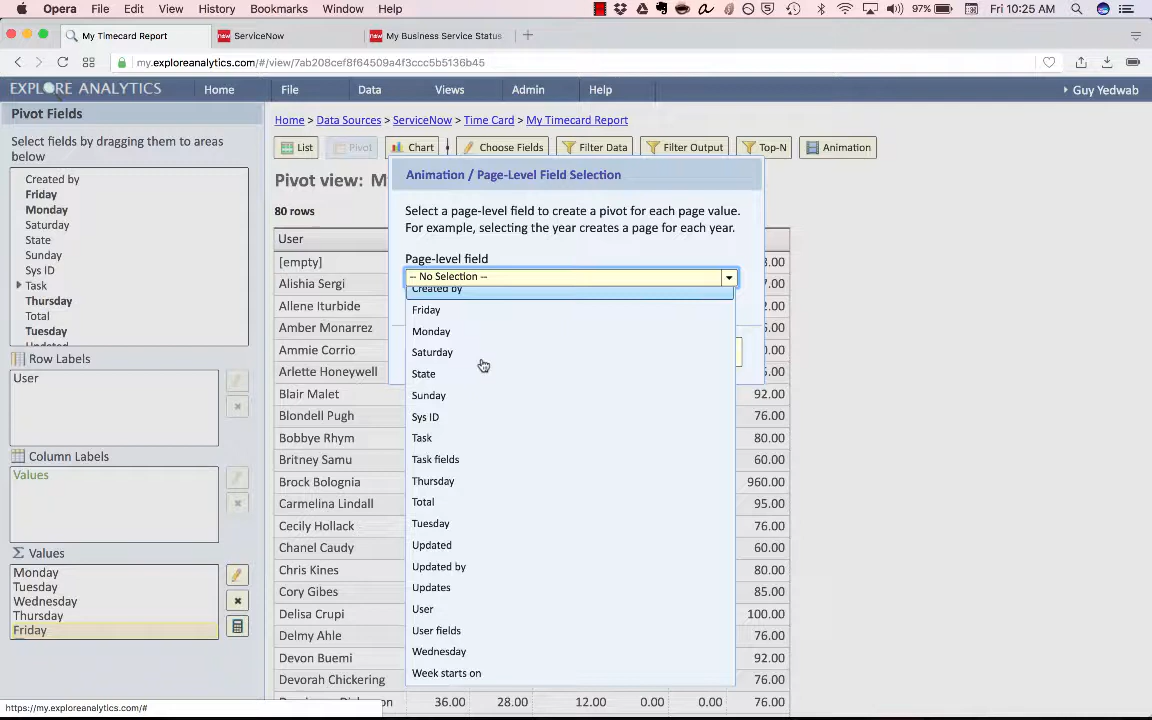 Opera File Edit View History Bookmarks Window Help 97% Fri 10:25 AM
My Timecard Report ServiceNow My Business Service Status
my.exploreanalytics.com/#/view/7ab208cef8f64509a4f3ccc5b5136b45
EXPLORE ANALYTICS Home File Data Views Admin Help Guy Yedwab
Pivot Fields
Select fields by dragging them to areas
below
Created by
Friday
Monday
Saturday
State
Sunday
Sys ID
Task
Thursday
Total
Tuesday
Updated
Row Labels
User
Column Labels
Values
Σ Values
Monday
Tuesday
Wednesday
Thursday
Friday
https://my.exploreanalytics.com/#
Home > Data Sources > ServiceNow > Time Card > My Timecard Report
List Pivot Chart Choose Fields Filter Data Filter Output Top-N Animation
Pivot view: M
80 rows
User
[empty]
Alishia Sergi
Allene Iturbide
Amber Monarrez
Ammie Corrio
Arlette Honeywell
Blair Malet 92.00
Blondell Pugh 76.00
Bobbye Rhym 80.00
Britney Samu 60.00
Brock Bolognia 960.00
Carmelina Lindall 95.00
Cecily Hollack 76.00
Chanel Caudy 60.00
Chris Kines 80.00
Cory Gibes 85.00
Delisa Crupi 100.00
Delmy Ahle 76.00
Devon Buemi 92.00
Devorah Chickering 76.00
36.00 28.00 12.00 0.00 0.00 76.00
Animation / Page-Level Field Selection
Select a page-level field to create a pivot for each page value.
For example, selecting the year creates a page for each year.
Page-level field
-- No Selection --
Created by
Friday
Monday
Saturday
State
Sunday
Sys ID
Task
Task fields
Thursday
Total
Tuesday
Updated
Updated by
Updates
User
User fields
Wednesday
Week starts on